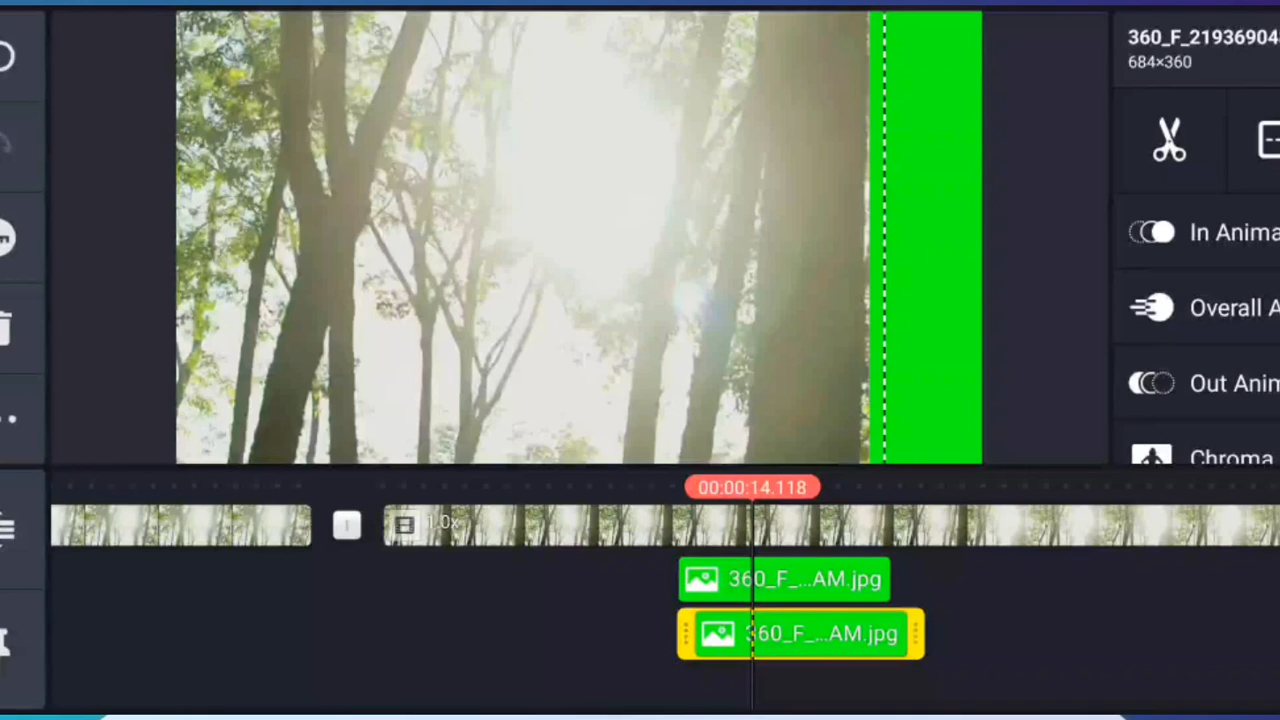 360_F_21936904
684×360
In Anima
Overall A
Out Anim
Chroma
00:00:14.118
1.0x
360_F_...AM.jpg
360_F_...AM.jpg